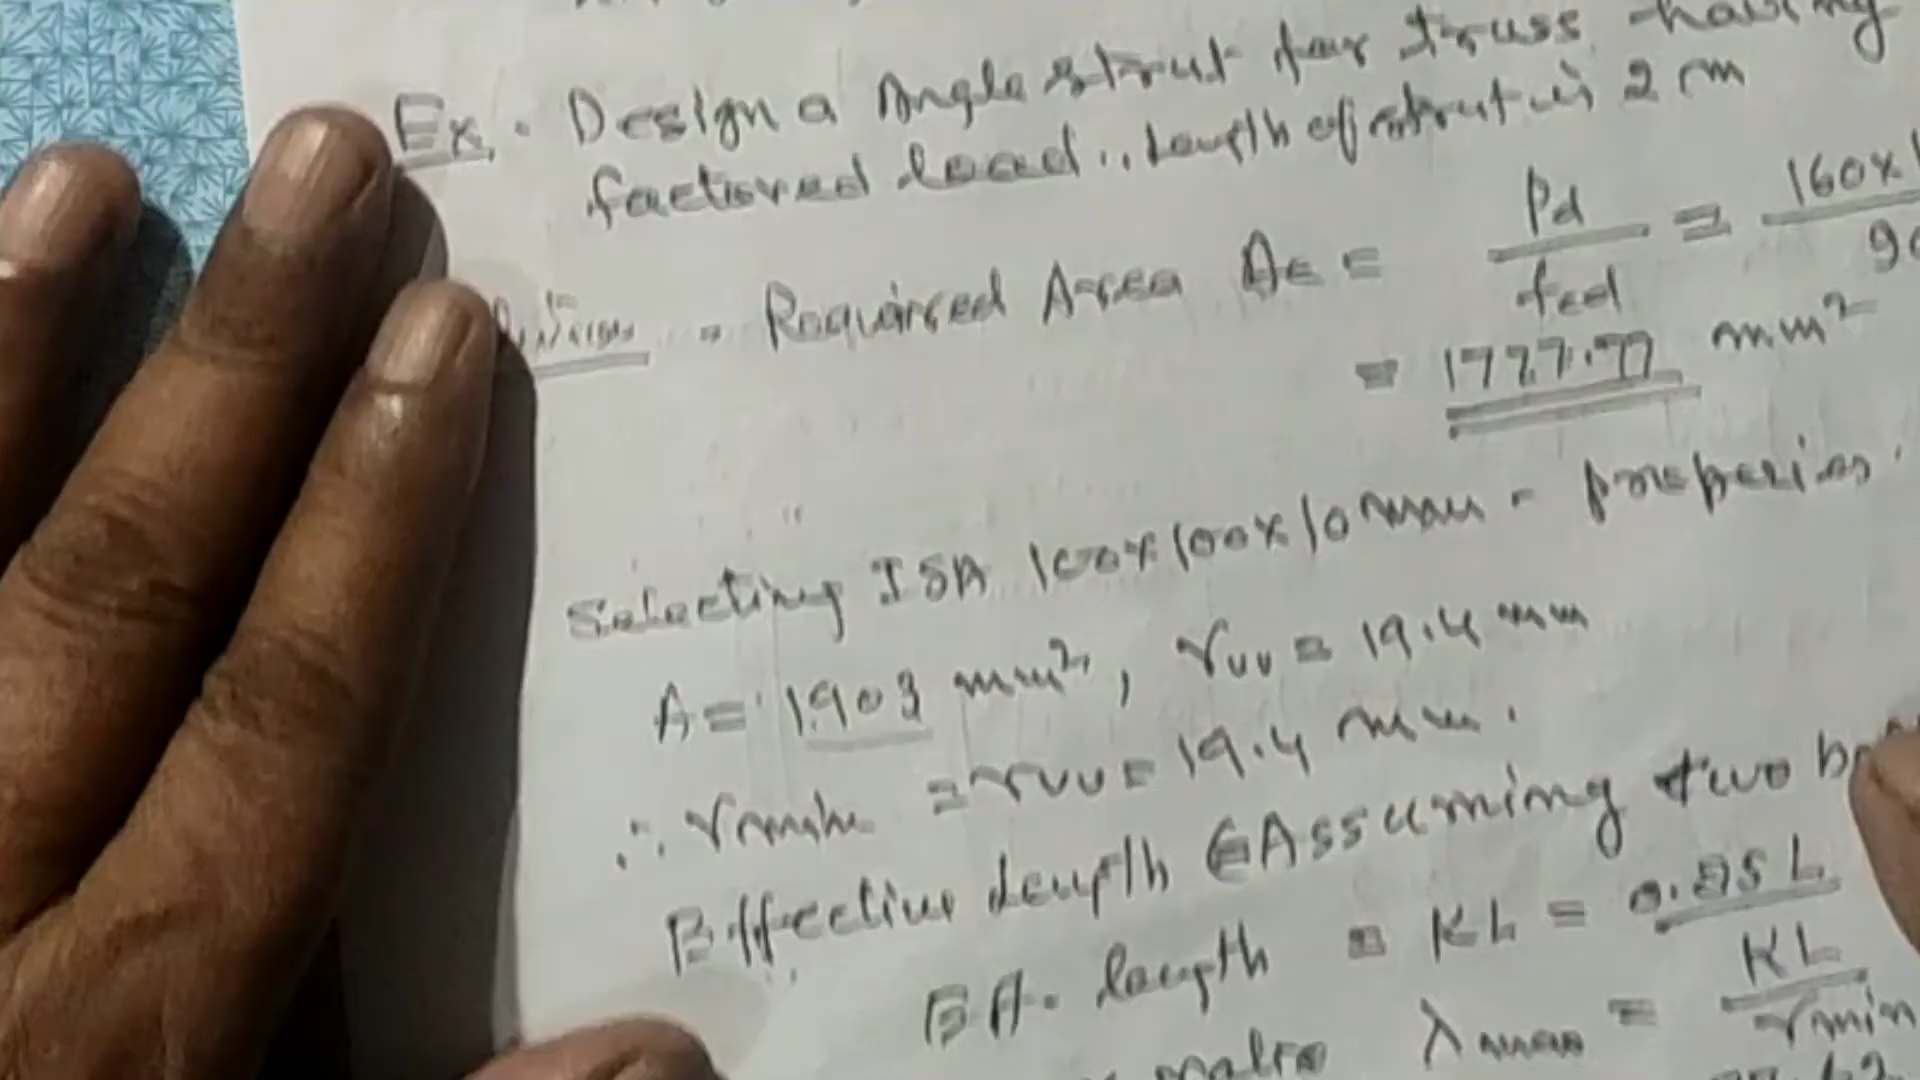 Ex. Design a Angle strut for truss having
factored load.. Length of strut is 2 m
- Required Area Ae = Pd / fcd = 160 x
= 1777.77 mm²
Selecting ISA 100x100x10 mm - properies.
A = 1903 mm², rvv = 19.4 mm
∴ rmin = rvv = 19.4 mm.
Effective Length (Assuming two
Eff. length = KL = 0.85 L
λmax = KL / rmin